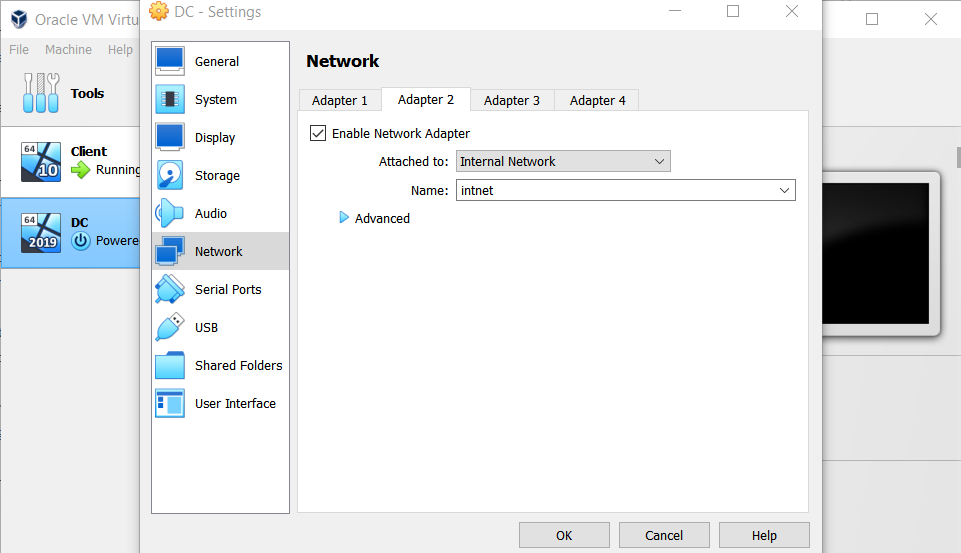 Oracle VM Virtu
File Machine Help
Tools
64
10
Client
Running
64
2019
DC
Powere
DC - Settings
General
System
Display
Storage
Audio
Network
Serial Ports
USB
Shared Folders
User Interface
Network
Adapter 1 Adapter 2 Adapter 3 Adapter 4
Enable Network Adapter
Attached to: Internal Network
Name: intnet
Advanced
OK Cancel Help